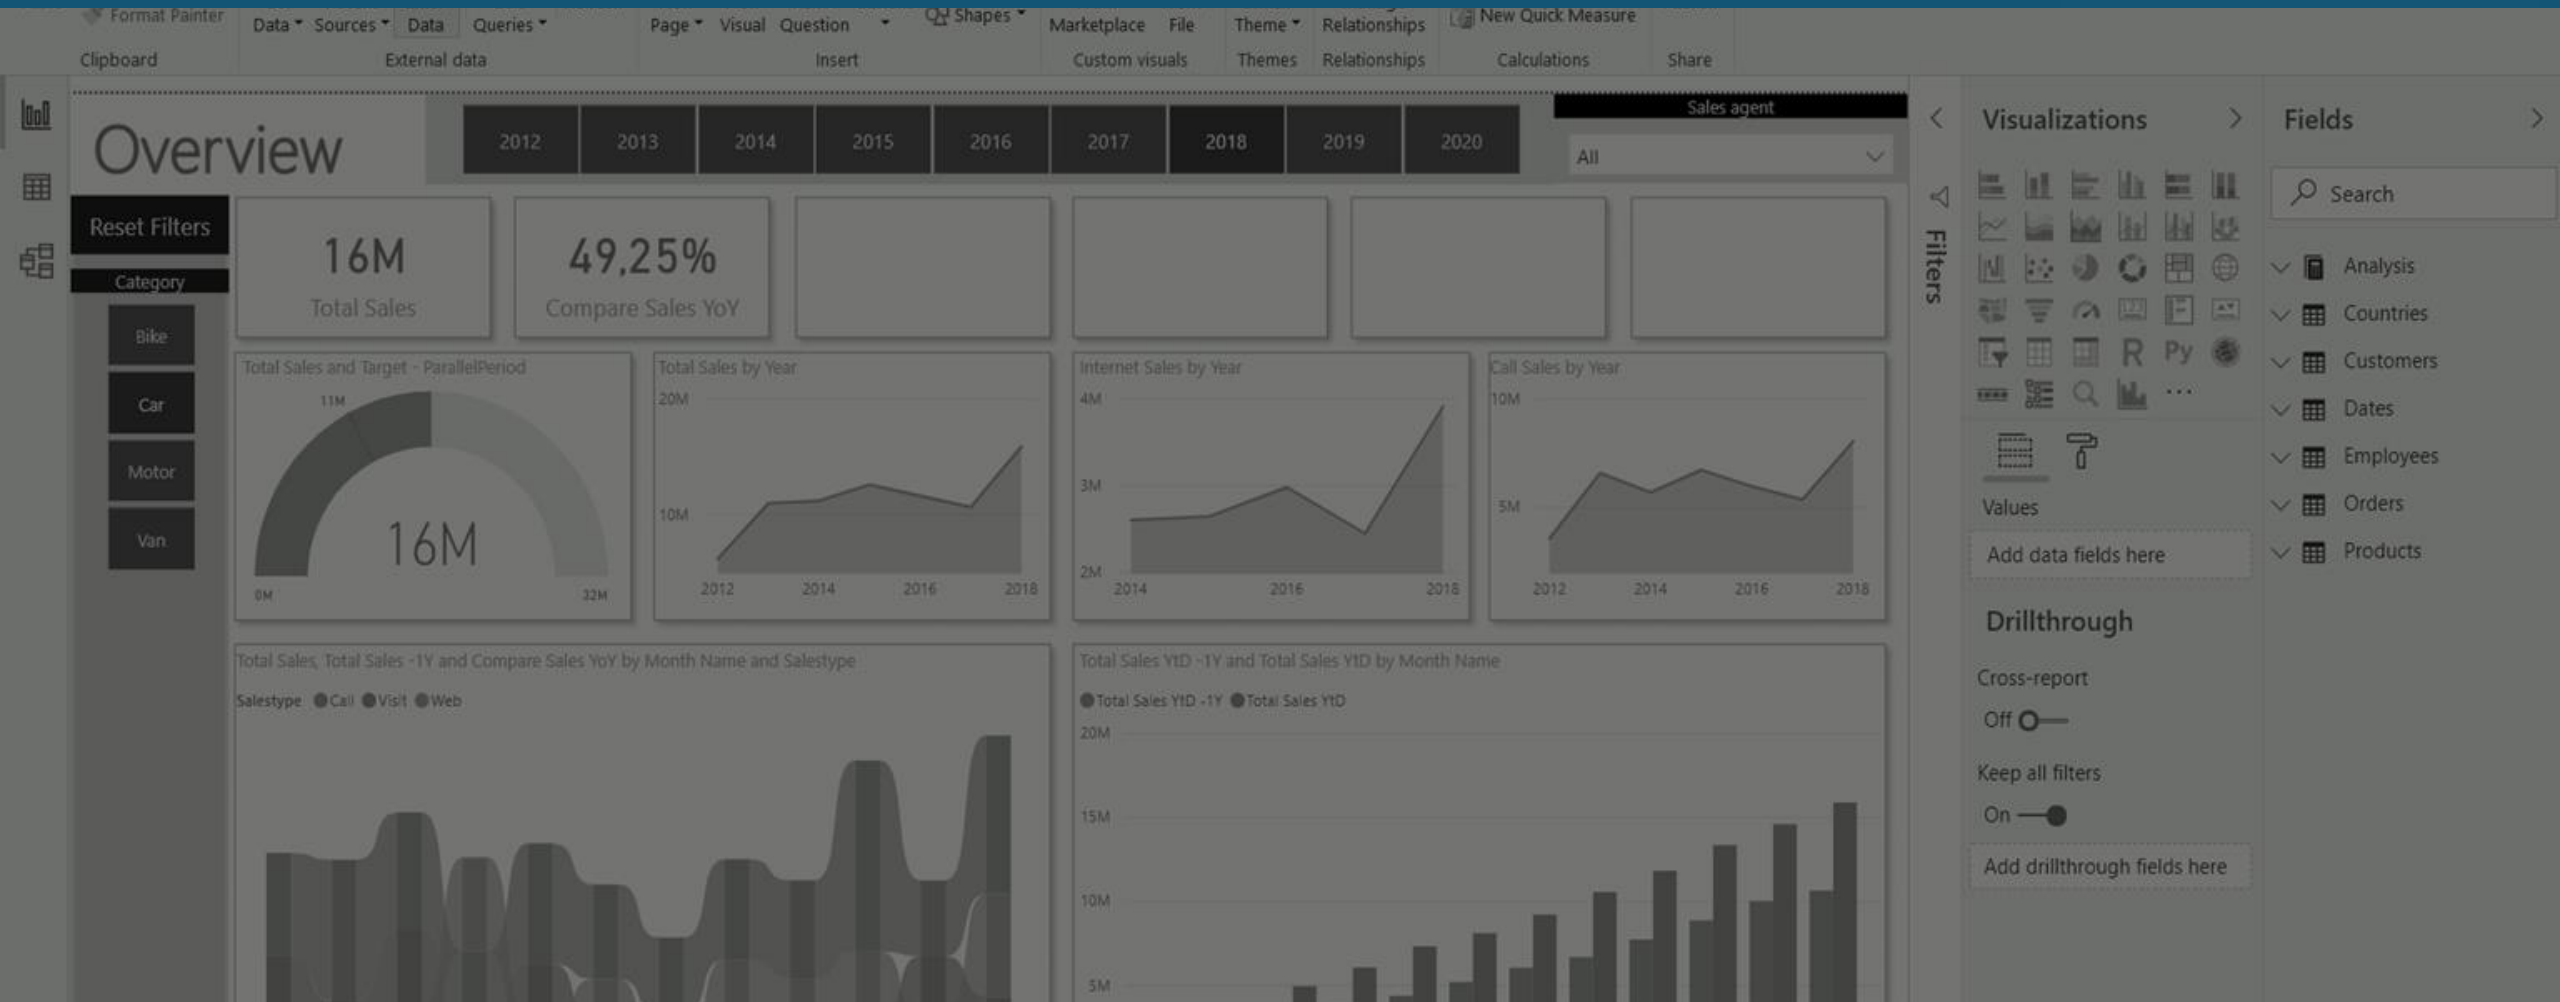 Format Painter
Data Sources Data Queries Page Visual Question Shapes Marketplace File Theme Relationships New Quick Measure
Clipboard External data Insert Custom visuals Themes Relationships Calculations Share
Overview
2012 2013 2014 2015 2016 2017 2018 2019 2020
Sales agent
All
Reset Filters
Category
Bike
Car
Motor
Van
16M
Total Sales
49,25%
Compare Sales YoY
Total Sales and Target - ParallelPeriod
11M
16M
0M 32M
Total Sales by Year
20M
10M
2012 2014 2016 2018
Internet Sales by Year
4M
3M
2M
2014 2016 2018
Call Sales by Year
10M
5M
2012 2014 2016 2018
Total Sales, Total Sales -1Y and Compare Sales YoY by Month Name and Salestype
Salestype Call Visit Web
Total Sales YtD -1Y and Total Sales YtD by Month Name
Total Sales YtD -1Y Total Sales YtD
20M
15M
10M
5M
Filters
Visualizations
R Py
123
Values
Add data fields here
Drillthrough
Cross-report
Off
Keep all filters
On
Add drillthrough fields here
Fields
Search
Analysis
Countries
Customers
Dates
Employees
Orders
Products